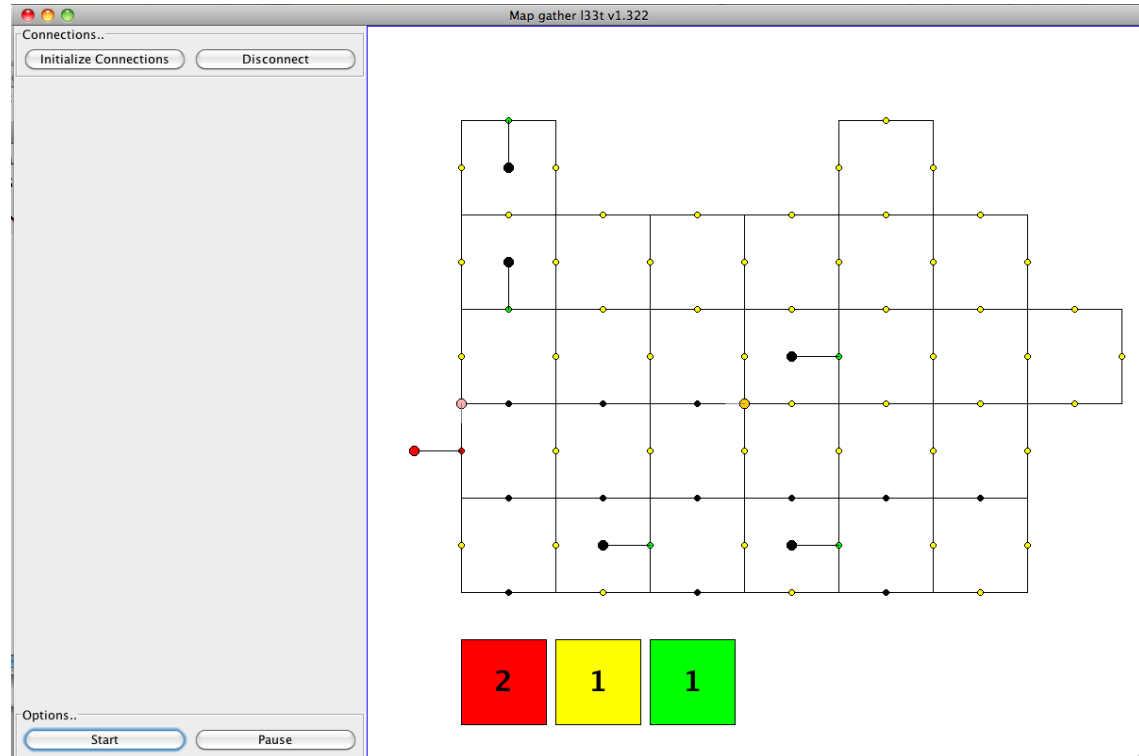 Map gather l33t v1.322
Connections..
Initialize Connections
Disconnect
2
1
1
Options..
Start
Pause